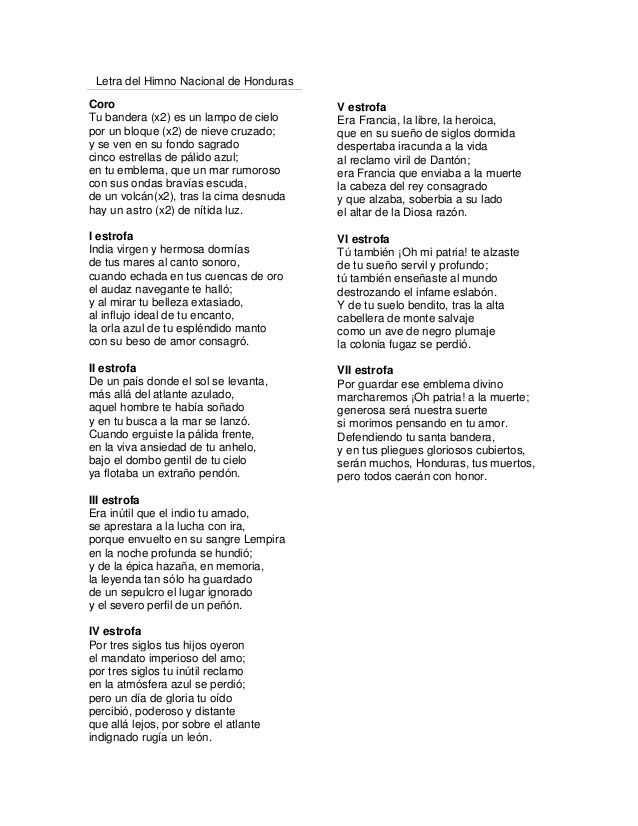 Letra del Himno Nacional de Honduras
Coro
Tu bandera (x2) es un lampo de cielo
por un bloque (x2) de nieve cruzado;
y se ven en su fondo sagrado
cinco estrellas de pálido azul;
en tu emblema, que un mar rumoroso
con sus ondas bravías escuda,
de un volcán(x2), tras la cima desnuda
hay un astro (x2) de nítida luz.
I estrofa
India virgen y hermosa dormías
de tus mares al canto sonoro,
cuando echada en tus cuencas de oro
el audaz navegante te halló;
y al mirar tu belleza extasiado,
al influjo ideal de tu encanto,
la orla azul de tu espléndido manto
con su beso de amor consagró.
II estrofa
De un país donde el sol se levanta,
más allá del atlante azulado,
aquel hombre te había soñado
y en tu busca a la mar se lanzó.
Cuando erguiste la pálida frente,
en la viva ansiedad de tu anhelo,
bajo el dombo gentil de tu cielo
ya flotaba un extraño pendón.
III estrofa
Era inútil que el indio tu amado,
se aprestara a la lucha con ira,
porque envuelto en su sangre Lempira
en la noche profunda se hundió;
y de la épica hazaña, en memoria,
la leyenda tan sólo ha guardado
de un sepulcro el lugar ignorado
y el severo perfil de un peñón.
IV estrofa
Por tres siglos tus hijos oyeron
el mandato imperioso del amo;
por tres siglos tu inútil reclamo
en la atmósfera azul se perdió;
pero un día de gloria tu oído
percibió, poderoso y distante
que allá lejos, por sobre el atlante
indignado rugía un león.
V estrofa
Era Francia, la libre, la heroica,
que en su sueño de siglos dormida
despertaba iracunda a la vida
al reclamo viril de Dantón;
era Francia que enviaba a la muerte
la cabeza del rey consagrado
y que alzaba, soberbia a su lado
el altar de la Diosa razón.
VI estrofa
Tú también ¡Oh mi patria! te alzaste
de tu sueño servil y profundo;
tú también enseñaste al mundo
destrozando el infame eslabón.
Y de tu suelo bendito, tras la alta
cabellera de monte salvaje
como un ave de negro plumaje
la colonia fugaz se perdió.
VII estrofa
Por guardar ese emblema divino
marcharemos ¡Oh patria! a la muerte;
generosa será nuestra suerte
si morimos pensando en tu amor.
Defendiendo tu santa bandera,
y en tus pliegues gloriosos cubiertos,
serán muchos, Honduras, tus muertos,
pero todos caerán con honor.